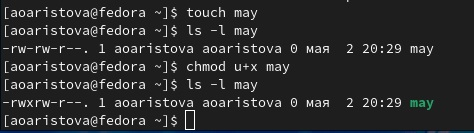 [aoaristova@fedora ~]$ touch may
[aoaristova@fedora ~]$ ls -l may
-rw-rw-r--. 1 aoaristova aoaristova 0 мая  2 20:29 may
[aoaristova@fedora ~]$ chmod u+x may
[aoaristova@fedora ~]$ ls -l may
-rwxrw-r--. 1 aoaristova aoaristova 0 мая  2 20:29 may
[aoaristova@fedora ~]$